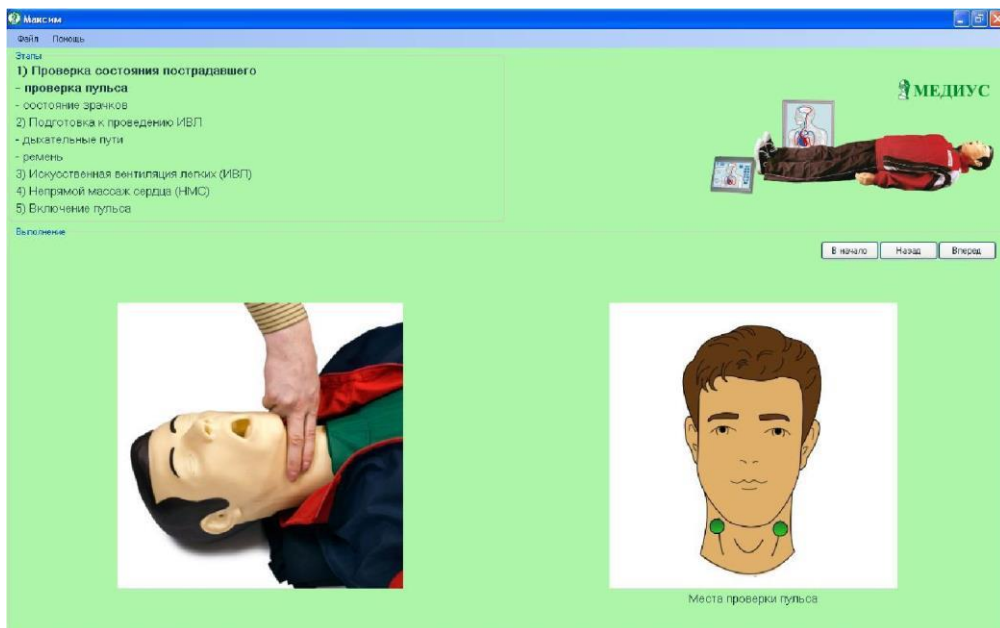 Максим
Файл Помощь
Этапы
1) Проверка состояния пострадавшего
- проверка пульса
- состояние зрачков
2) Подготовка к проведению ИВЛ
- дыхательные пути
- ремень
3) Искусственная вентиляция легких (ИВЛ)
4) Непрямой массаж сердца (НМС)
5) Включение пульса
МЕДИУС
Выполнение
В начало Назад Вперед
Места проверки пульса